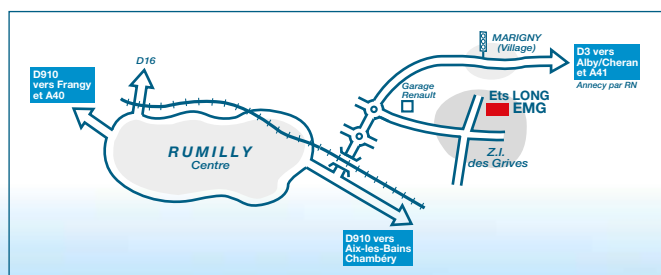 D910
vers Frangy
et A40
D16
RUMILLY
Centre
Garage
Renault
MARIGNY
(Village)
D3 vers
Alby/Cheran
et A41
Annecy par RN
Ets LONG
EMG
Z.I.
des Grives
D910 vers
Aix-les-Bains
Chambéry